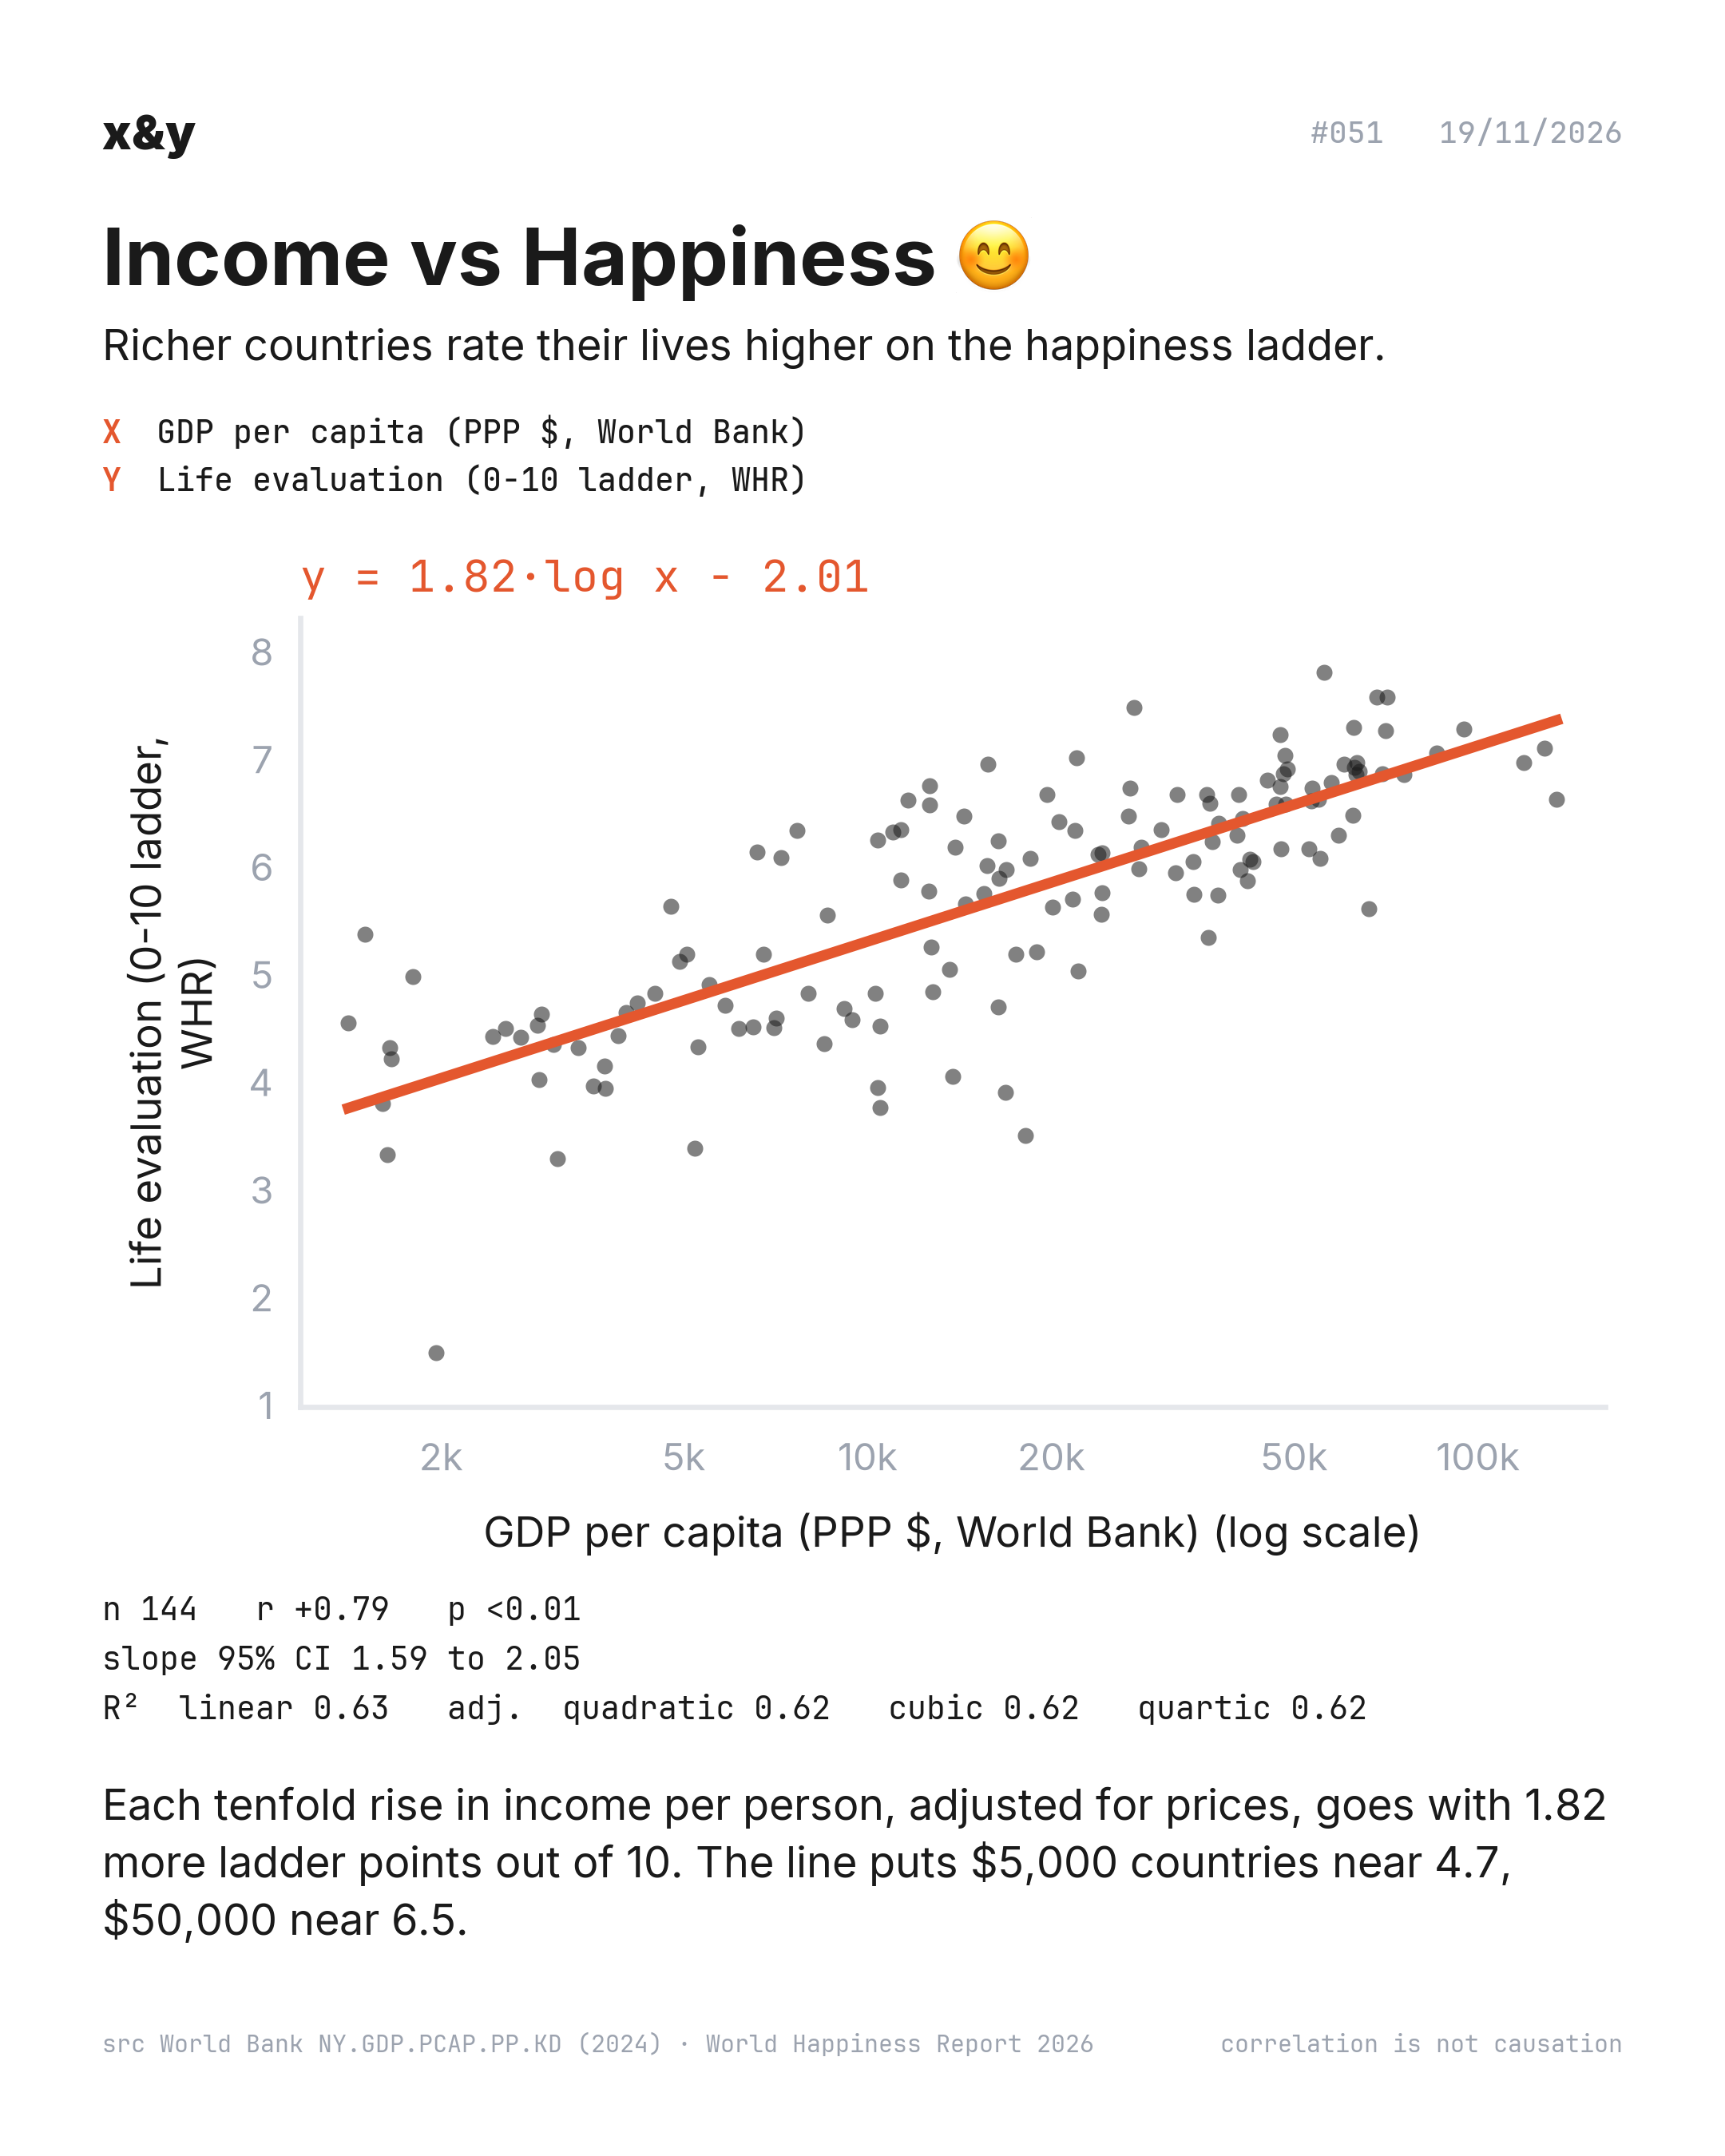 x&y
#051 19/11/2026
Income vs Happiness 😊
Richer countries rate their lives higher on the happiness ladder.
X GDP per capita (PPP $, World Bank)
Y Life evaluation (0-10 ladder, WHR)
y = 1.82·log x - 2.01
Life evaluation (0-10 ladder,
WHR)
8
7
6
5
4
3
2
1
2k 5k 10k 20k 50k 100k
GDP per capita (PPP $, World Bank) (log scale)
n 144 r +0.79 p <0.01
slope 95% CI 1.59 to 2.05
R² linear 0.63 adj. quadratic 0.62 cubic 0.62 quartic 0.62
Each tenfold rise in income per person, adjusted for prices, goes with 1.82
more ladder points out of 10. The line puts $5,000 countries near 4.7,
$50,000 near 6.5.
src World Bank NY.GDP.PCAP.PP.KD (2024) · World Happiness Report 2026
correlation is not causation